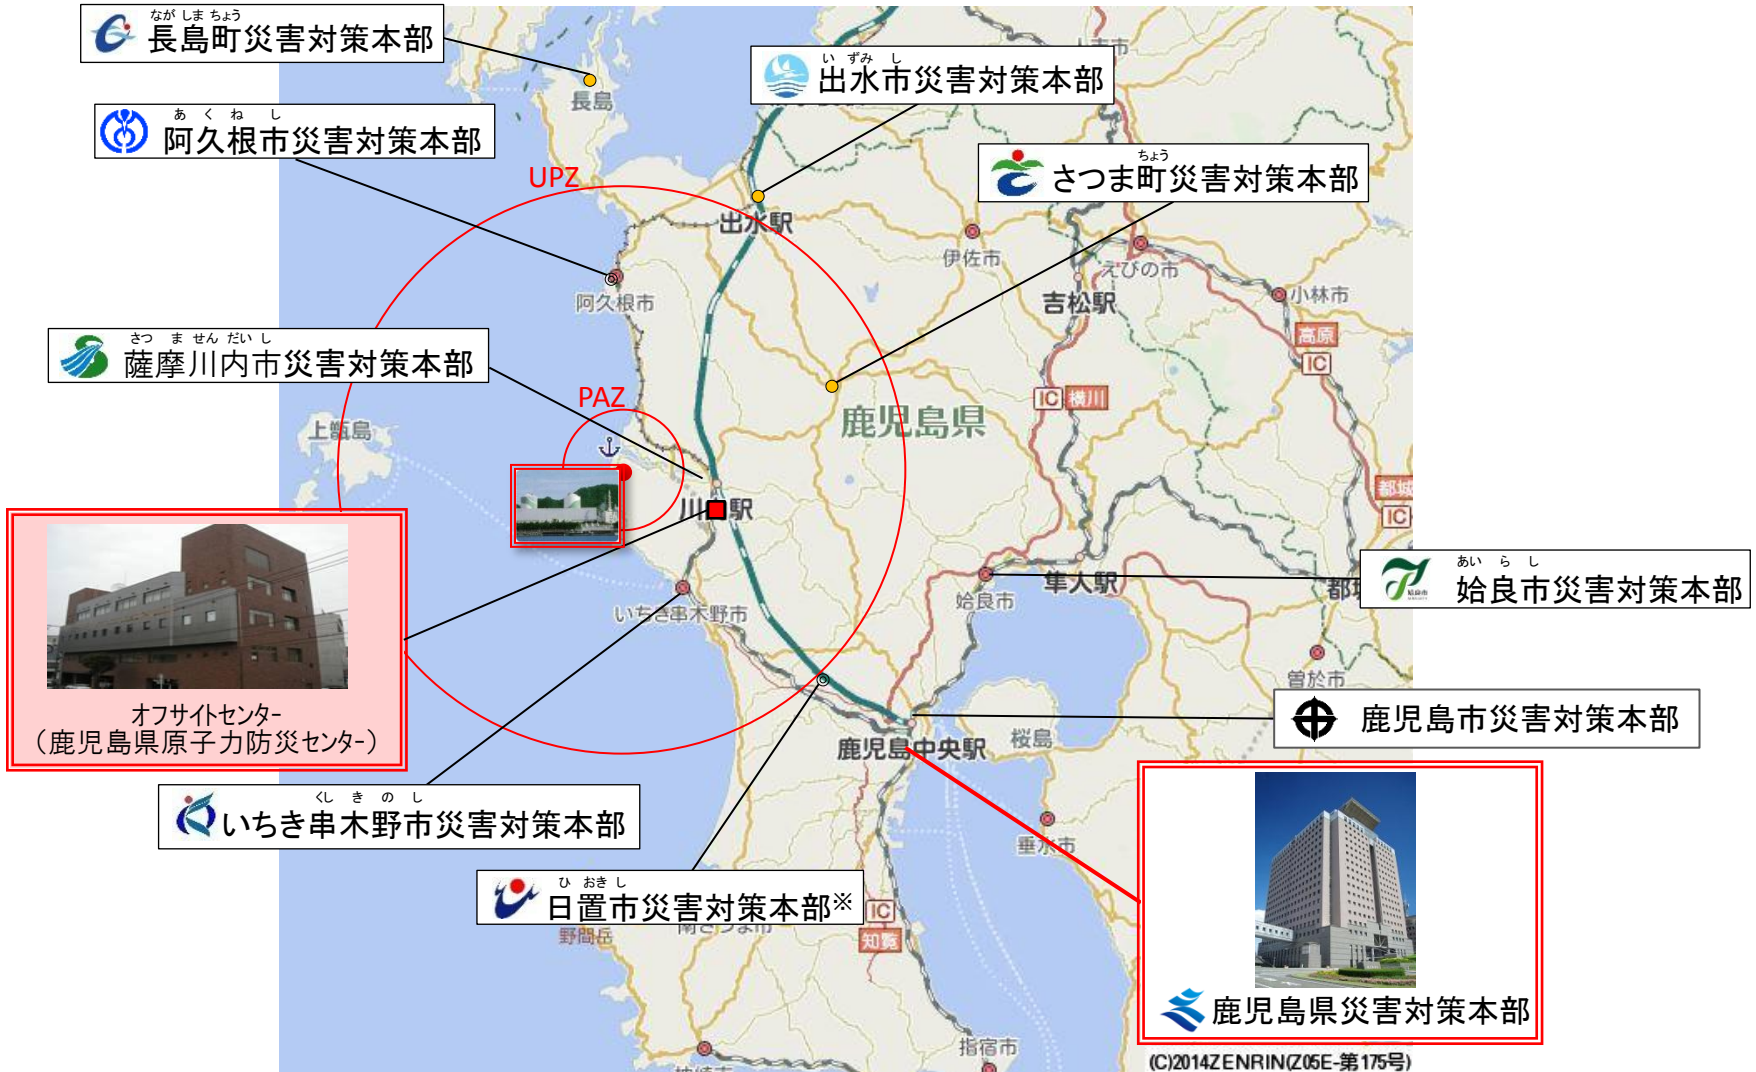 なが しま ちょう
長島町災害対策本部
い ずみ し
出水市災害対策本部
長島
あ く ね し
阿久根市災害対策本部
ちょう
さつま町災害対策本部
UPZ
出水駅
伊佐市
えびの市
阿久根市
吉松駅
小林市
高原
IC
さつ ま せん だい し
薩摩川内市災害対策本部
PAZ
IC 横川
鹿児島県
上甑島
都城
IC
川内駅
オフサイトセンター
（鹿児島県原子力防災センター）
あい ら し
姶良市災害対策本部
姶良市
隼人駅
いちき串木野市
曽於市
鹿児島市災害対策本部
鹿児島中央駅
桜島
くし き の し
いちき串木野市災害対策本部
垂水市
ひ おき し
日置市災害対策本部※
IC
知覧
野間岳
南さつま市
鹿児島県災害対策本部
指宿市
(C)2014ZENRIN(Z05E-第175号)